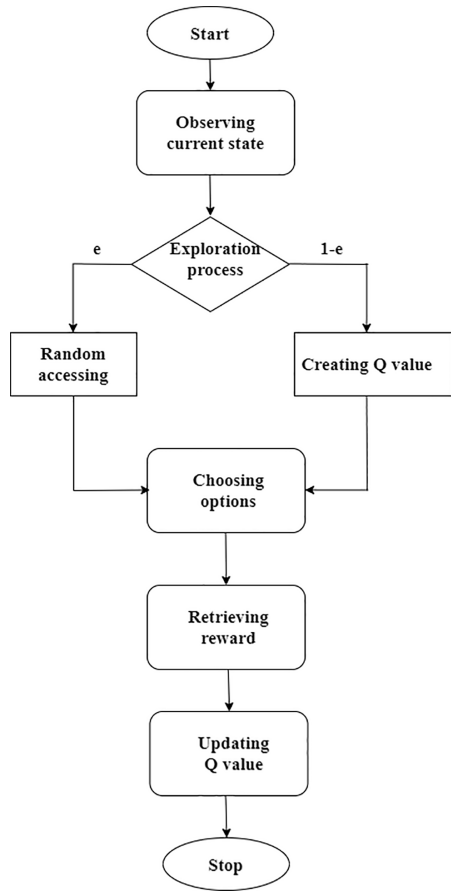 Start
Observing
current state
e
Exploration
process
1-e
Random
accessing
Creating Q value
Choosing
options
Retrieving
reward
Updating
Q value
Stop